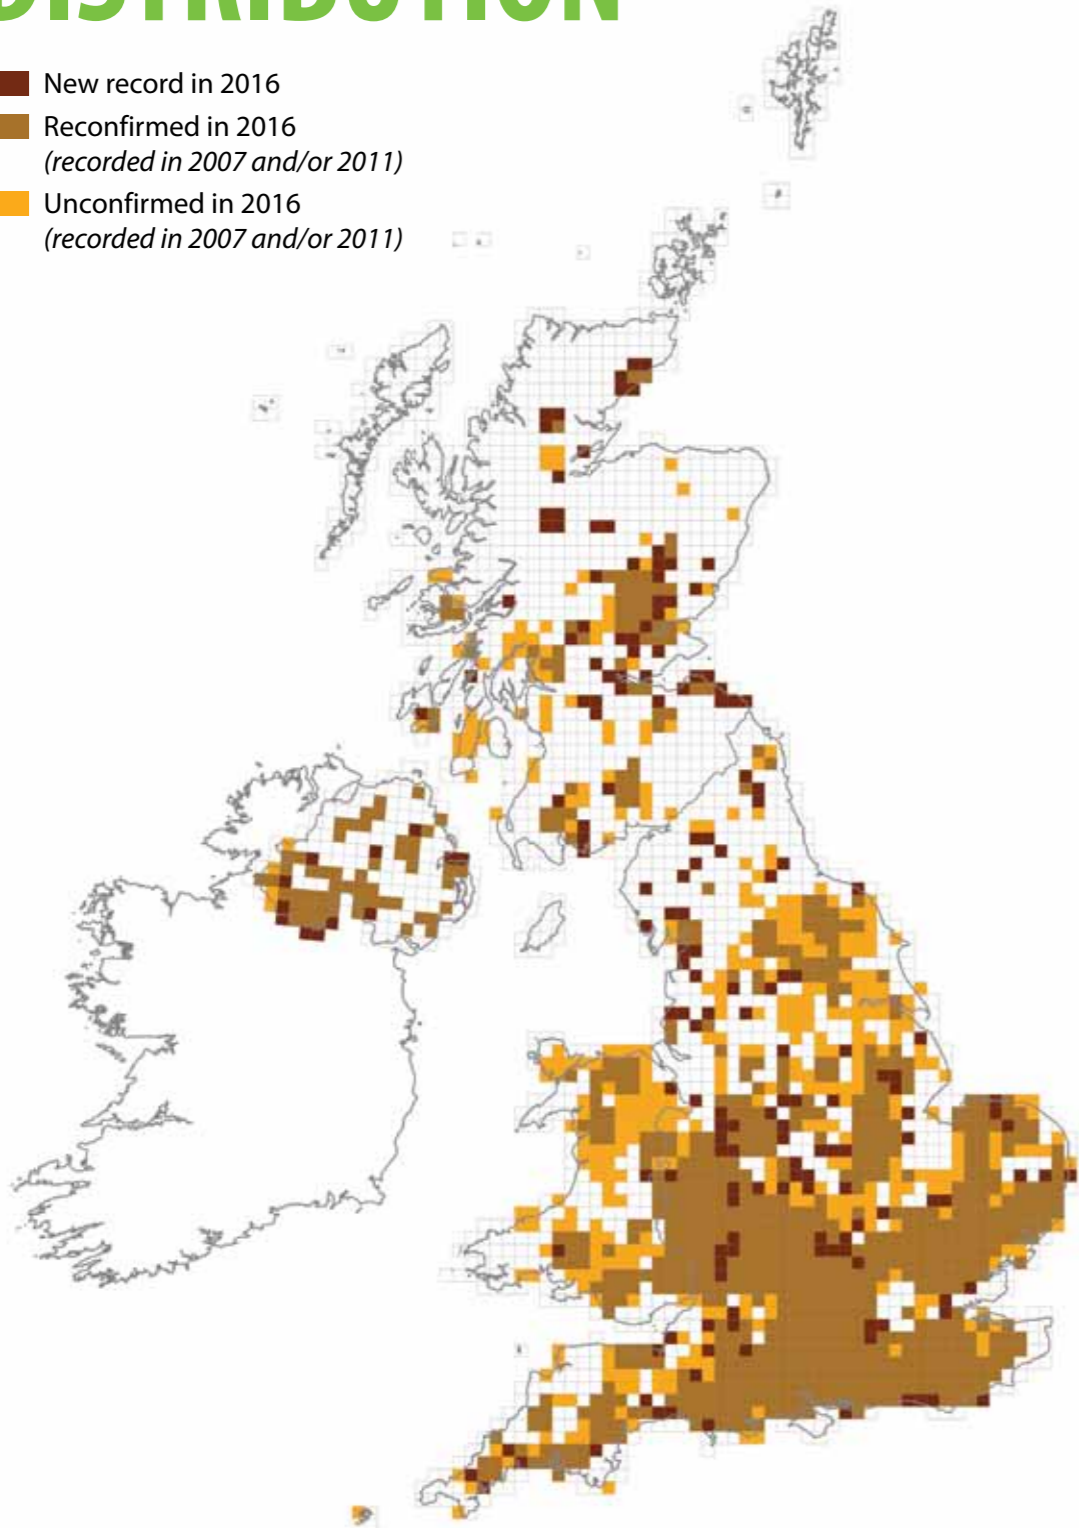 DISTRIBUTION
New record in 2016
Reconfirmed in 2016
(recorded in 2007 and/or 2011)
Unconfirmed in 2016
(recorded in 2007 and/or 2011)